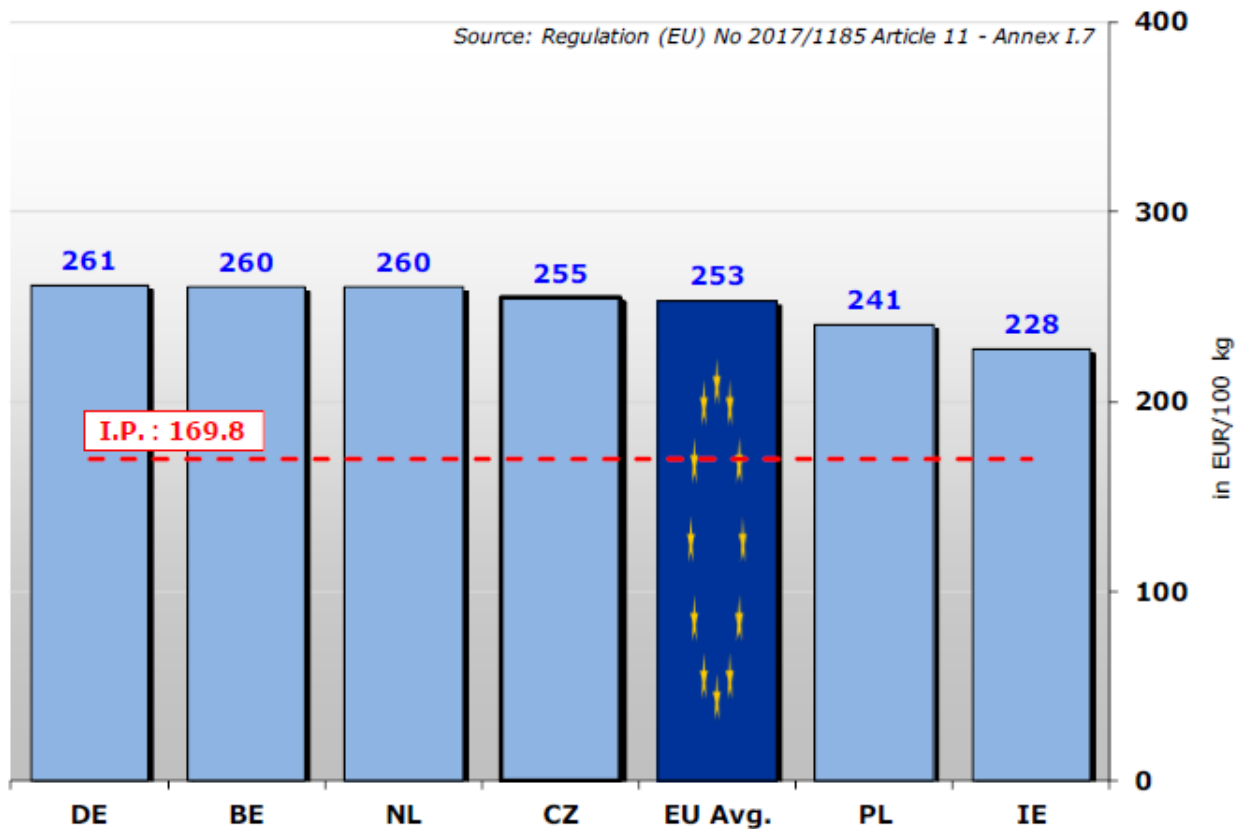 Source: Regulation (EU) No 2017/1185 Article 11 - Annex I.7
400
300
200
100
0
in EUR/100 kg
261
260
260
255
253
241
228
I.P. : 169.8
DE
BE
NL
CZ
EU Avg.
PL
IE